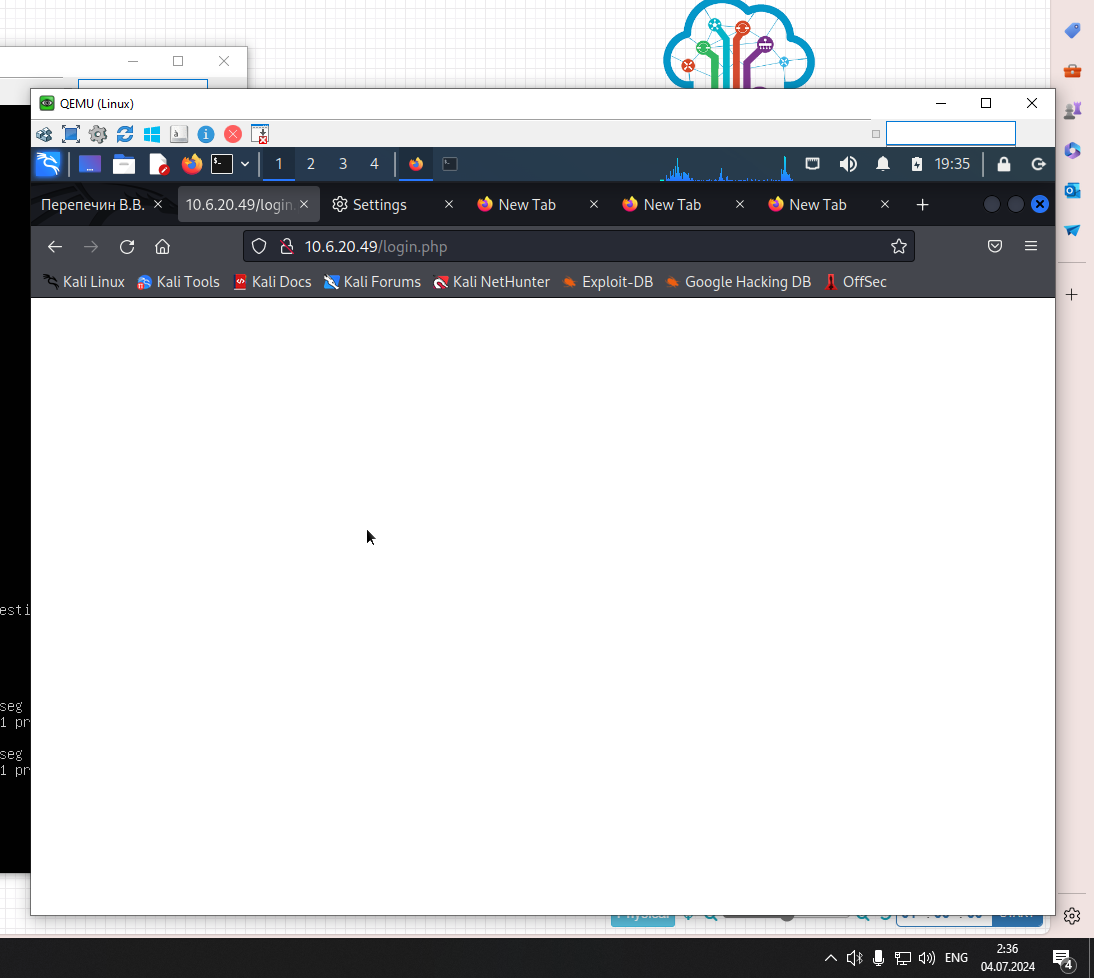 QEMU (Linux)
1 2 3 4 19:35
Перепечин В.В. 10.6.20.49/login. Settings New Tab New Tab New Tab
10.6.20.49/login.php
Kali Linux Kali Tools Kali Docs Kali Forums Kali NetHunter Exploit-DB Google Hacking DB OffSec
esti
seg
1 pr
seg
1 pr
ENG 2:36
04.07.2024
4